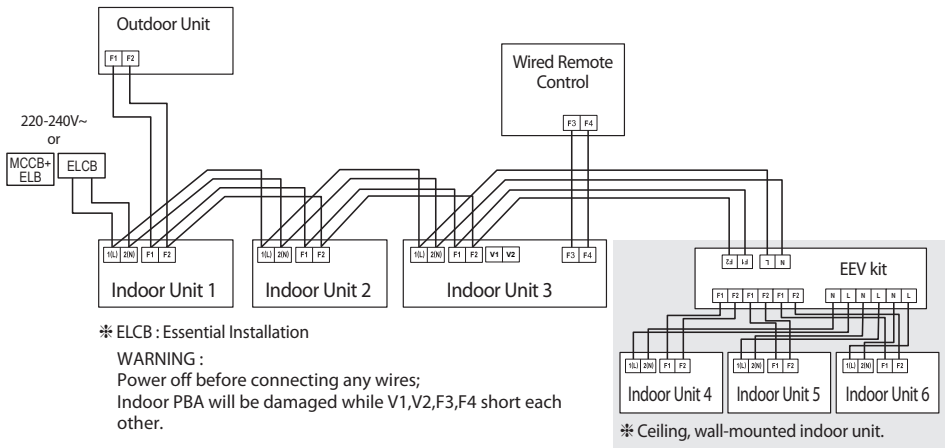 Outdoor Unit
F1 F2
Wired Remote
Control
F3 F4
220-240V~
or
MCCB+
ELB
ELCB
1(L) 2(N) F1 F2
Indoor Unit 1
1(L) 2(N) F1 F2
Indoor Unit 2
1(L) 2(N) F1 F2 V1 V2 F3 F4
Indoor Unit 3
F2 F1 L N
EEV kit
F1 F2 F1 F2 F1 F2 N L N L N L
1(L) 2(N) F1 F2
Indoor Unit 4
1(L) 2(N) F1 F2
Indoor Unit 5
1(L) 2(N) F1 F2
Indoor Unit 6
❈ ELCB : Essential Installation
WARNING :
Power off before connecting any wires;
Indoor PBA will be damaged while V1,V2,F3,F4 short each
other.
❈ Ceiling, wall-mounted indoor unit.